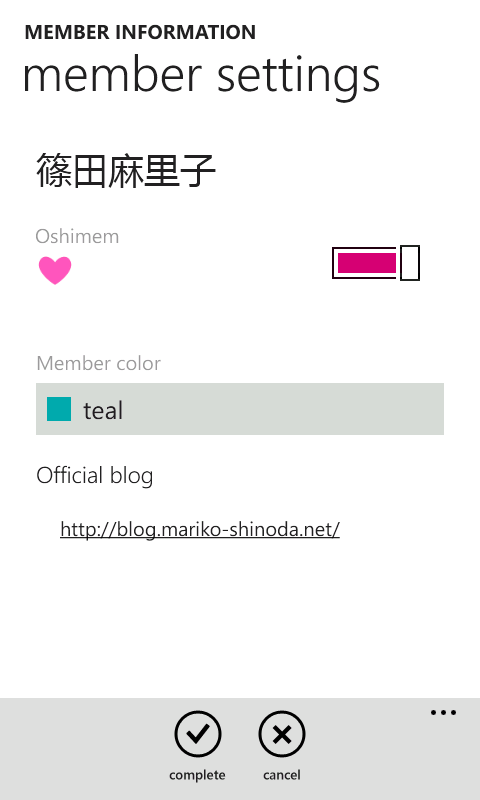 MEMBER INFORMATION
member settings
篠田麻里子
Oshimem
Member color
teal
Official blog
http://blog.mariko-shinoda.net/
complete
cancel